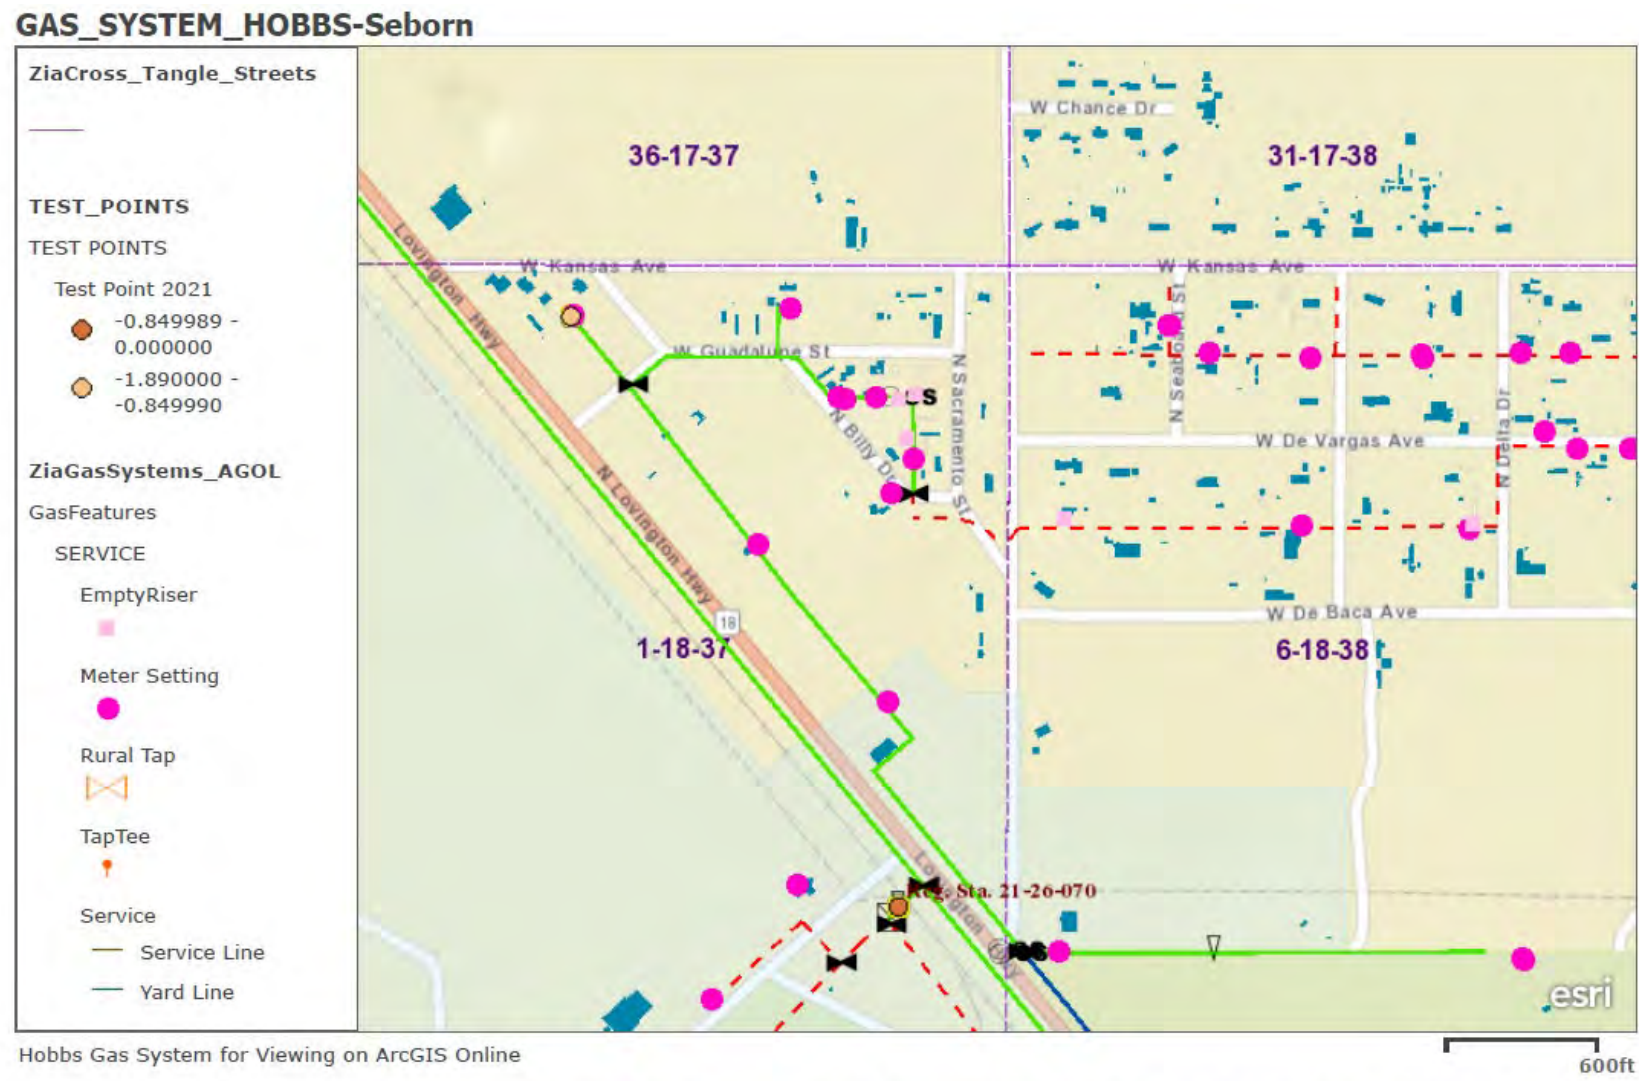 GAS_SYSTEM_HOBBS-Seborn
ZiaCross_Tangle_Streets
TEST_POINTS
TEST POINTS
Test Point 2021
-0.849989 -
0.000000
-1.890000 -
-0.849990
ZiaGasSystems_AGOL
GasFeatures
SERVICE
EmptyRiser
Meter Setting
Rural Tap
TapTee
Service
Service Line
Yard Line
W Chance Dr
36-17-37
31-17-38
Lovington Hwy
W Kansas Ave
W Kansas Ave
W Guadalupe St
N Seaboard St
N Sacramento St
N Billy Dr
S
N Delta Dr
W De Vargas Ave
N Lovington Hwy
18
W De Baca Ave
1-18-37
6-18-38
Reg. Sta. 21-26-070
Lovington Hwy
S
esri
Hobbs Gas System for Viewing on ArcGIS Online
600ft